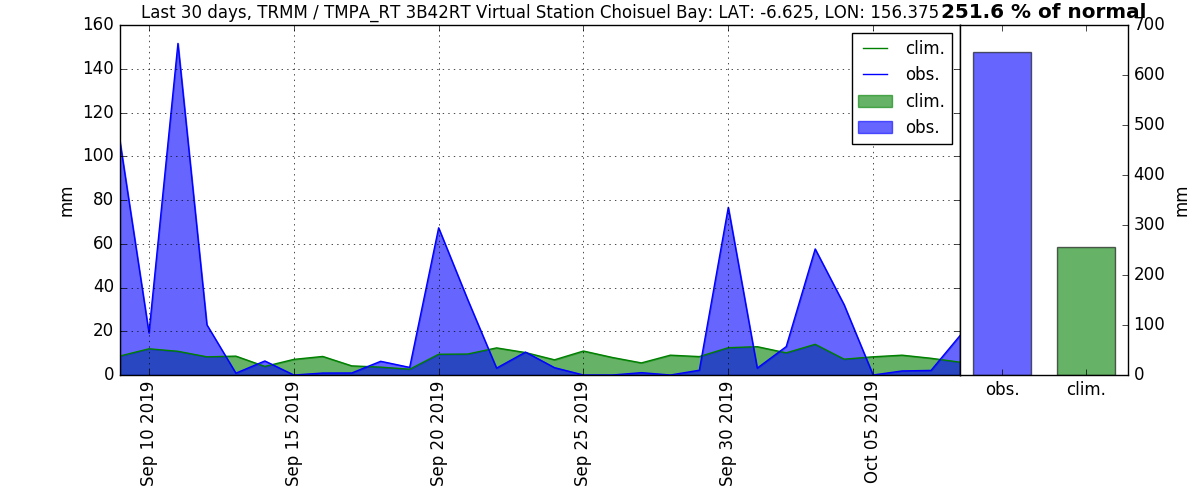 Last 30 days, TRMM / TMPA_RT 3B42RT Virtual Station Choisuel Bay: LAT: -6.625, LON: 156.375 251.6 % of normal
160
140
120
100
80
60
40
20
0
mm
clim.
obs.
clim.
obs.
Sep 10 2019
Sep 15 2019
Sep 20 2019
Sep 25 2019
Sep 30 2019
Oct 05 2019
700
600
500
400
300
200
100
0
mm
obs.
clim.